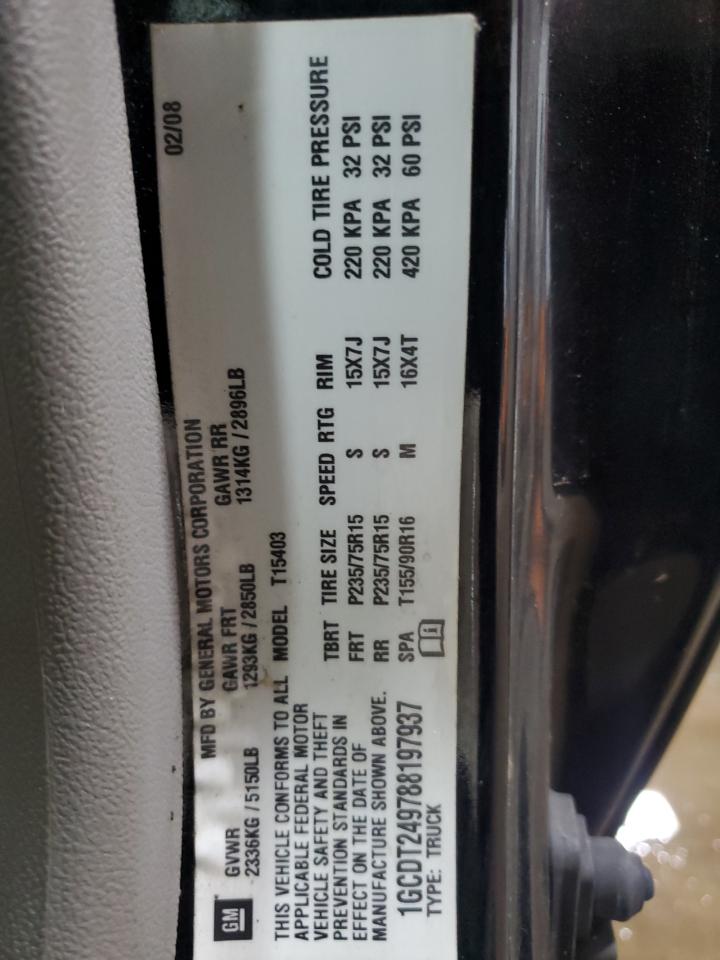 MFD BY GENERAL MOTORS CORPORATION 02/08
GM
GVWR GAWR FRT GAWR RR
2336KG / 5150LB 1293KG / 2850LB 1314KG / 2896LB
THIS VEHICLE CONFORMS TO ALL
APPLICABLE FEDERAL MOTOR
VEHICLE SAFETY AND THEFT
PREVENTION STANDARDS IN
EFFECT ON THE DATE OF
MANUFACTURE SHOWN ABOVE.
1GCDT249788197937
TYPE: TRUCK
MODEL T15403
TBRT TIRE SIZE SPEED RTG RIM COLD TIRE PRESSURE
FRT P235/75R15 S 15X7J 220 KPA 32 PSI
RR P235/75R15 S 15X7J 220 KPA 32 PSI
SPA T155/90R16 M 16X4T 420 KPA 60 PSI